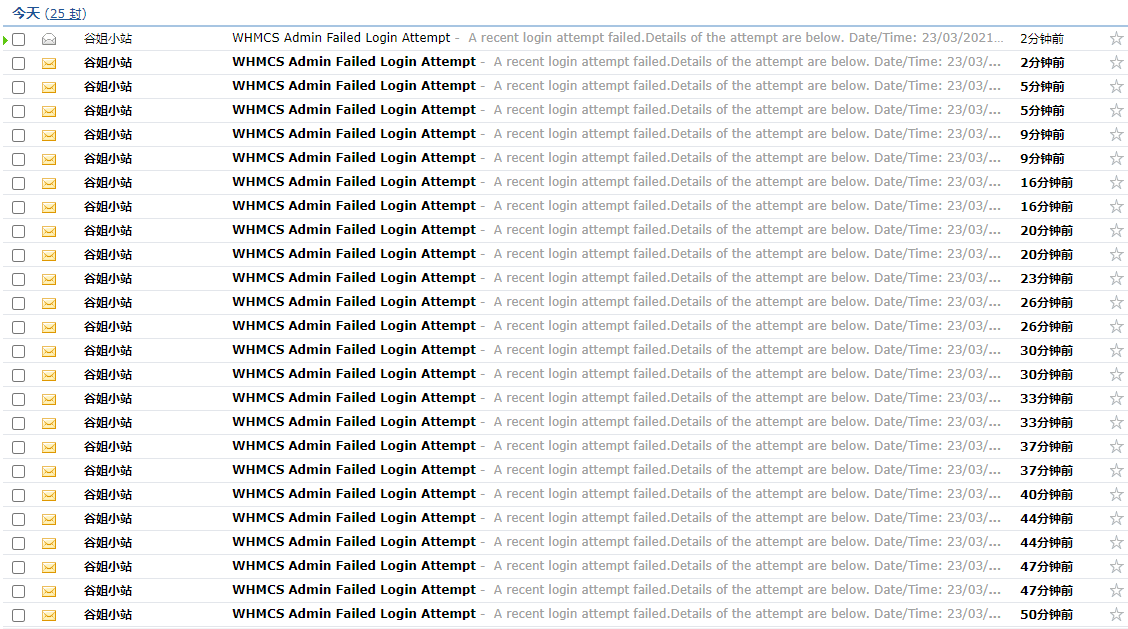 今天 (25 封)
谷姐小站 WHMCS Admin Failed Login Attempt - A recent login attempt failed.Details of the attempt are below. Date/Time: 23/03/2021... 2分钟前
谷姐小站 WHMCS Admin Failed Login Attempt - A recent login attempt failed.Details of the attempt are below. Date/Time: 23/03/... 2分钟前
谷姐小站 WHMCS Admin Failed Login Attempt - A recent login attempt failed.Details of the attempt are below. Date/Time: 23/03/... 5分钟前
谷姐小站 WHMCS Admin Failed Login Attempt - A recent login attempt failed.Details of the attempt are below. Date/Time: 23/03/... 5分钟前
谷姐小站 WHMCS Admin Failed Login Attempt - A recent login attempt failed.Details of the attempt are below. Date/Time: 23/03/... 9分钟前
谷姐小站 WHMCS Admin Failed Login Attempt - A recent login attempt failed.Details of the attempt are below. Date/Time: 23/03/... 9分钟前
谷姐小站 WHMCS Admin Failed Login Attempt - A recent login attempt failed.Details of the attempt are below. Date/Time: 23/03/... 16分钟前
谷姐小站 WHMCS Admin Failed Login Attempt - A recent login attempt failed.Details of the attempt are below. Date/Time: 23/03/... 16分钟前
谷姐小站 WHMCS Admin Failed Login Attempt - A recent login attempt failed.Details of the attempt are below. Date/Time: 23/03/... 20分钟前
谷姐小站 WHMCS Admin Failed Login Attempt - A recent login attempt failed.Details of the attempt are below. Date/Time: 23/03/... 20分钟前
谷姐小站 WHMCS Admin Failed Login Attempt - A recent login attempt failed.Details of the attempt are below. Date/Time: 23/03/... 23分钟前
谷姐小站 WHMCS Admin Failed Login Attempt - A recent login attempt failed.Details of the attempt are below. Date/Time: 23/03/... 26分钟前
谷姐小站 WHMCS Admin Failed Login Attempt - A recent login attempt failed.Details of the attempt are below. Date/Time: 23/03/... 26分钟前
谷姐小站 WHMCS Admin Failed Login Attempt - A recent login attempt failed.Details of the attempt are below. Date/Time: 23/03/... 30分钟前
谷姐小站 WHMCS Admin Failed Login Attempt - A recent login attempt failed.Details of the attempt are below. Date/Time: 23/03/... 30分钟前
谷姐小站 WHMCS Admin Failed Login Attempt - A recent login attempt failed.Details of the attempt are below. Date/Time: 23/03/... 33分钟前
谷姐小站 WHMCS Admin Failed Login Attempt - A recent login attempt failed.Details of the attempt are below. Date/Time: 23/03/... 33分钟前
谷姐小站 WHMCS Admin Failed Login Attempt - A recent login attempt failed.Details of the attempt are below. Date/Time: 23/03/... 37分钟前
谷姐小站 WHMCS Admin Failed Login Attempt - A recent login attempt failed.Details of the attempt are below. Date/Time: 23/03/... 37分钟前
谷姐小站 WHMCS Admin Failed Login Attempt - A recent login attempt failed.Details of the attempt are below. Date/Time: 23/03/... 40分钟前
谷姐小站 WHMCS Admin Failed Login Attempt - A recent login attempt failed.Details of the attempt are below. Date/Time: 23/03/... 44分钟前
谷姐小站 WHMCS Admin Failed Login Attempt - A recent login attempt failed.Details of the attempt are below. Date/Time: 23/03/... 44分钟前
谷姐小站 WHMCS Admin Failed Login Attempt - A recent login attempt failed.Details of the attempt are below. Date/Time: 23/03/... 47分钟前
谷姐小站 WHMCS Admin Failed Login Attempt - A recent login attempt failed.Details of the attempt are below. Date/Time: 23/03/... 47分钟前
谷姐小站 WHMCS Admin Failed Login Attempt - A recent login attempt failed.Details of the attempt are below. Date/Time: 23/03/... 50分钟前